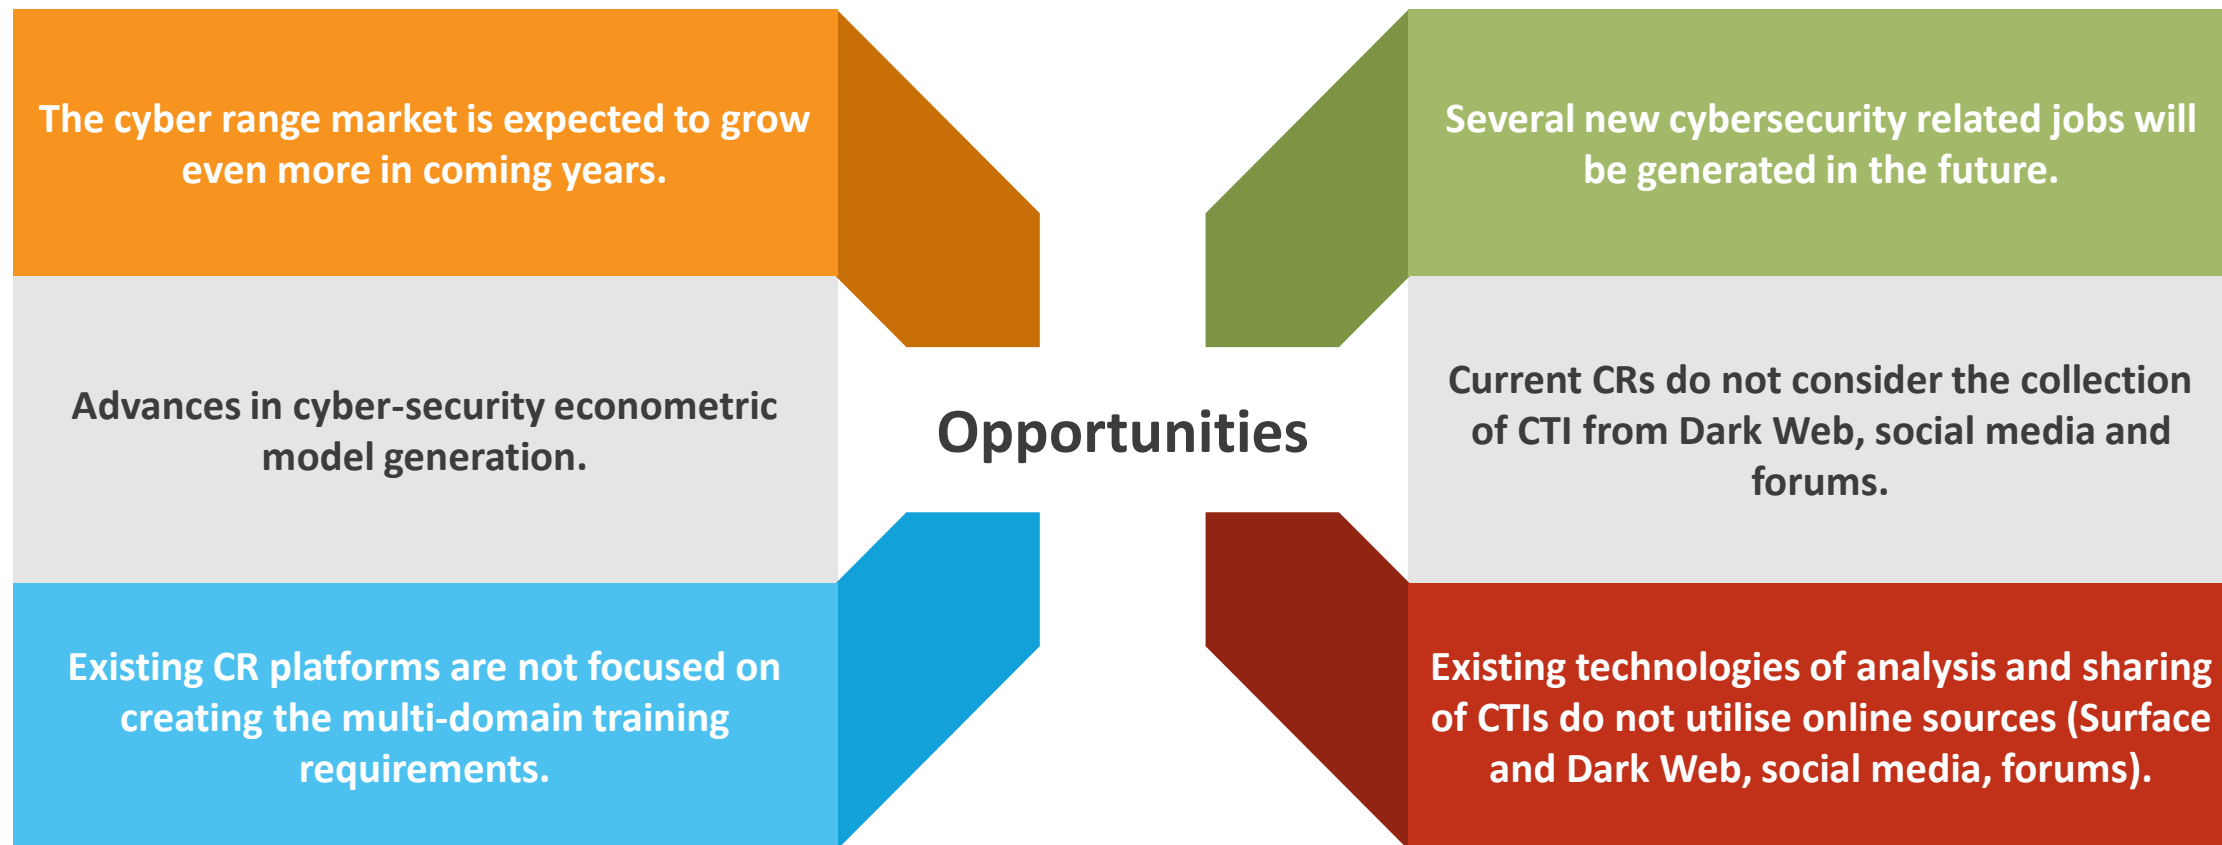 The cyber range market is expected to grow
even more in coming years.
Advances in cyber-security econometric
model generation.
Existing CR platforms are not focused on
creating the multi-domain training
requirements.
Opportunities
Several new cybersecurity related jobs will
be generated in the future.
Current CRs do not consider the collection
of CTI from Dark Web, social media and
forums.
Existing technologies of analysis and sharing
of CTIs do not utilise online sources (Surface
and Dark Web, social media, forums).